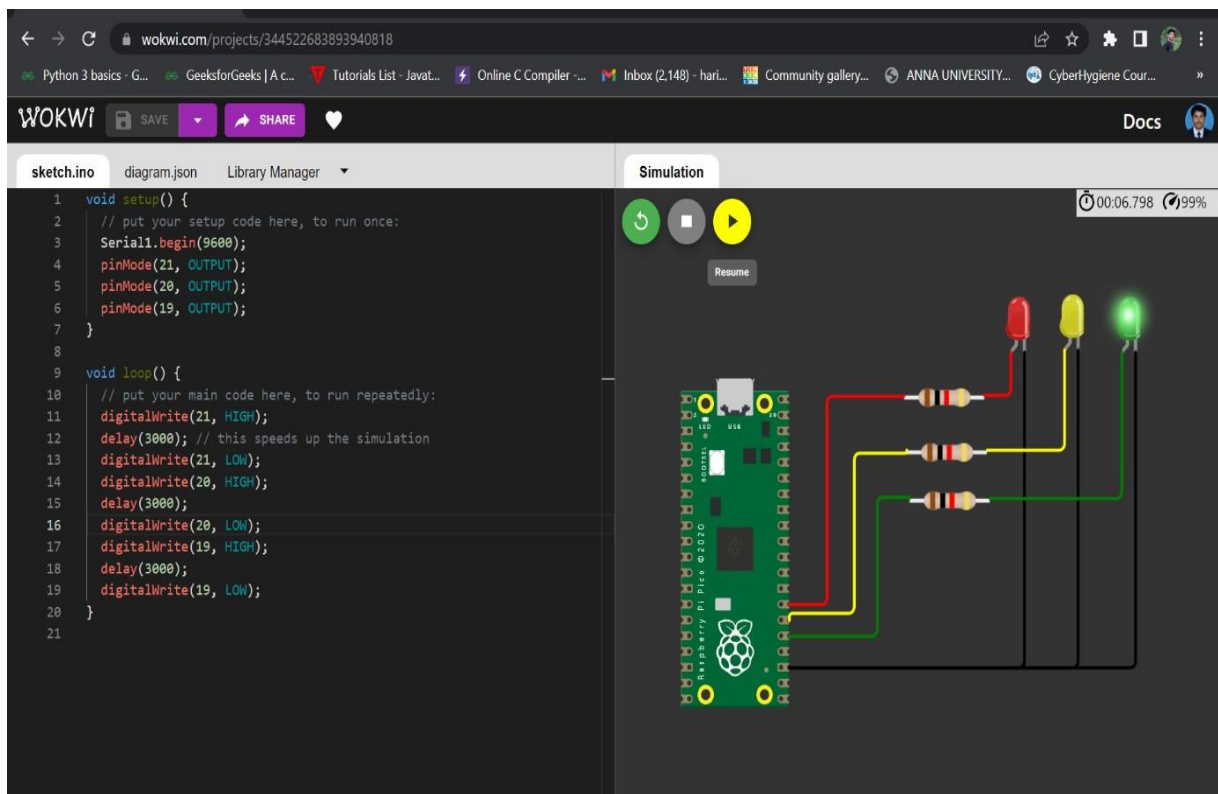 wokwi.com/projects/344522683893940818
Python 3 basics - G...
GeeksforGeeks | A c...
Tutorials List - Javat...
Online C Compiler -...
Inbox (2,148) - hari...
Community gallery...
ANNA UNIVERSITY...
CyberHygiene Cour...
»
WOKWi
SAVE
SHARE
Docs
sketch.ino
diagram.json
Library Manager
Simulation
1 void setup() {
2 // put your setup code here, to run once:
3 Serial1.begin(9600);
4 pinMode(21, OUTPUT);
5 pinMode(20, OUTPUT);
6 pinMode(19, OUTPUT);
7 }
8
9 void loop() {
10 // put your main code here, to run repeatedly:
11 digitalWrite(21, HIGH);
12 delay(3000); // this speeds up the simulation
13 digitalWrite(21, LOW);
14 digitalWrite(20, HIGH);
15 delay(3000);
16 digitalWrite(20, LOW);
17 digitalWrite(19, HIGH);
18 delay(3000);
19 digitalWrite(19, LOW);
20 }
21
00:06.798
99%
Resume
LED
USB
BOOTSEL
Raspberry Pi Pico ©2020